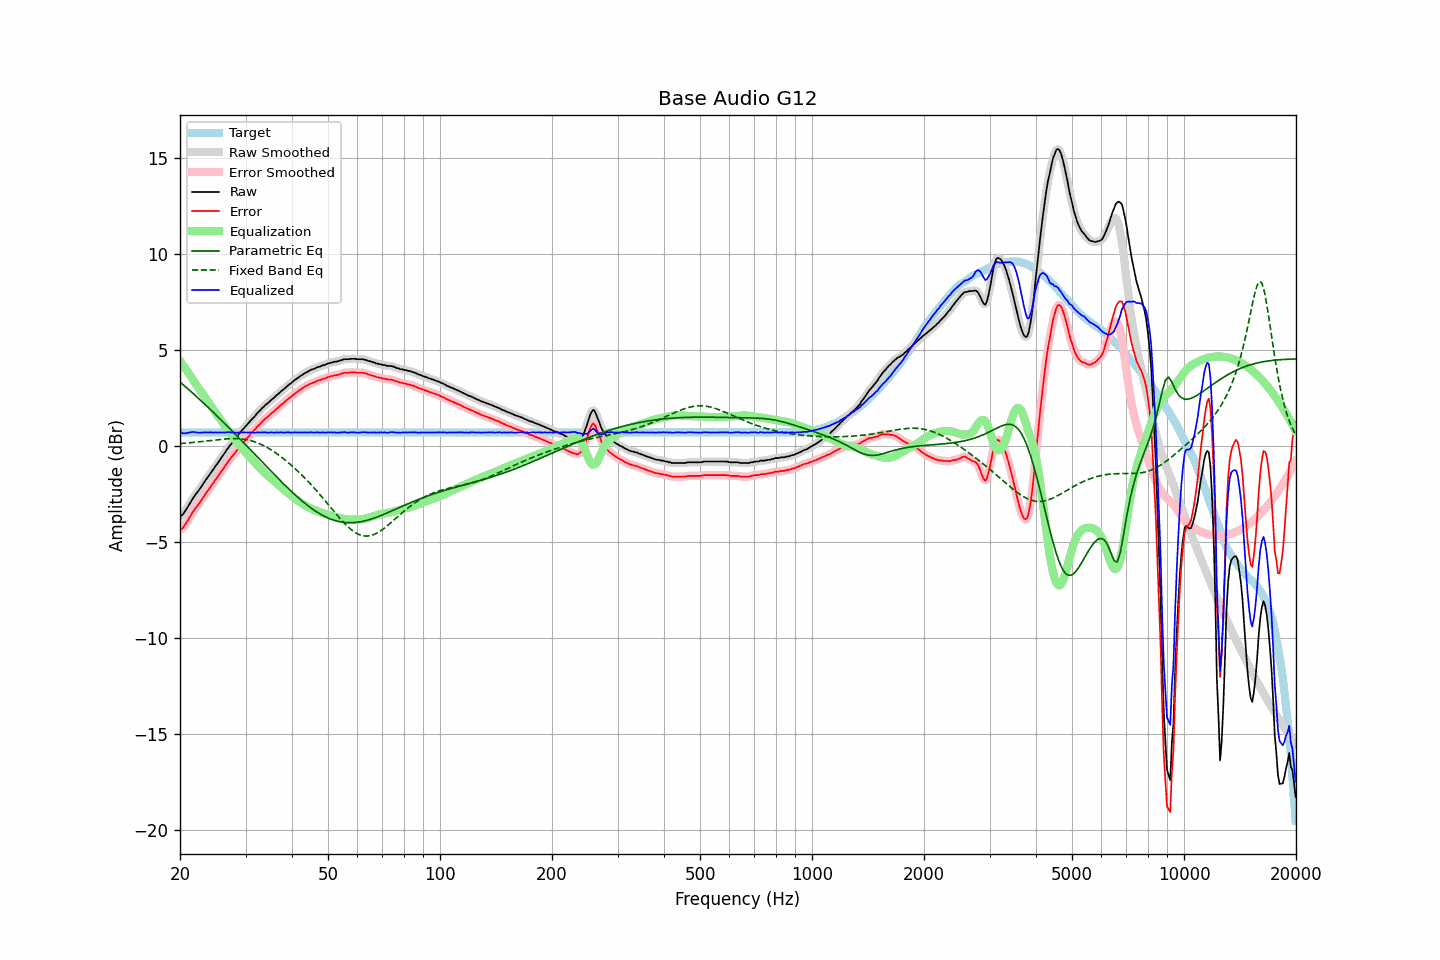 Base Audio G12
Target
Raw Smoothed
Error Smoothed
Raw
Error
Equalization
Parametric Eq
Fixed Band Eq
Equalized
15
10
5
0
−5
−10
−15
−20
Amplitude (dBr)
20 50 100 200 500 1000 2000 5000 10000 20000
Frequency (Hz)